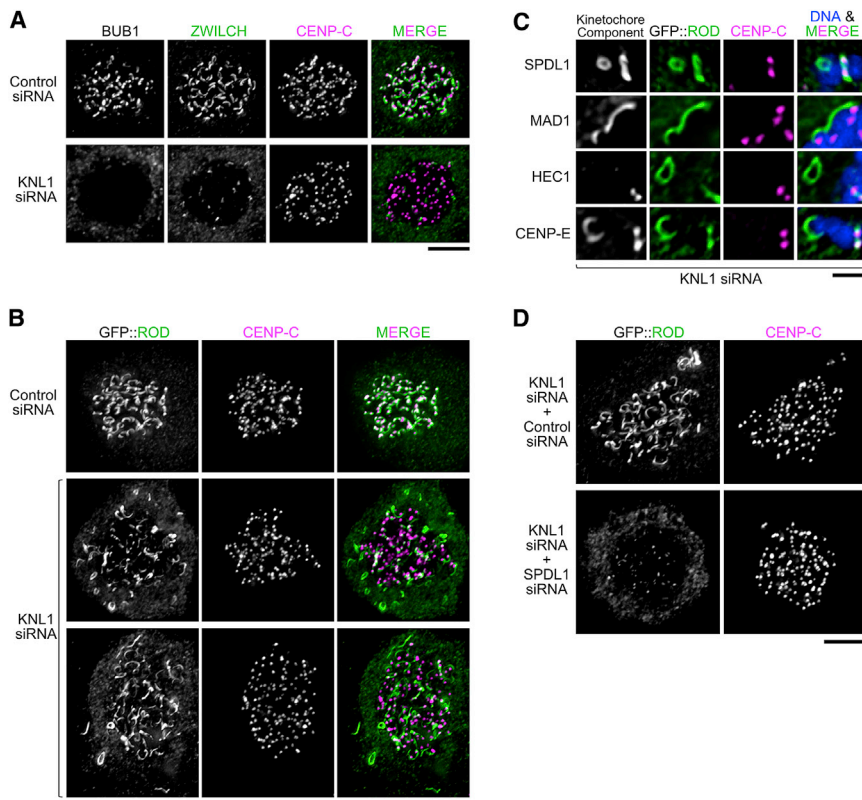 A
BUB1 ZWILCH CENP-C MERGE
Control
siRNA
KNL1
siRNA
B
GFP::ROD CENP-C MERGE
Control
siRNA
KNL1
siRNA
C
Kinetochore
Component
GFP::ROD CENP-C
DNA &
MERGE
SPDL1
MAD1
HEC1
CENP-E
KNL1 siRNA
D
GFP::ROD CENP-C
KNL1
siRNA
+
Control
siRNA
KNL1
siRNA
+
SPDL1
siRNA